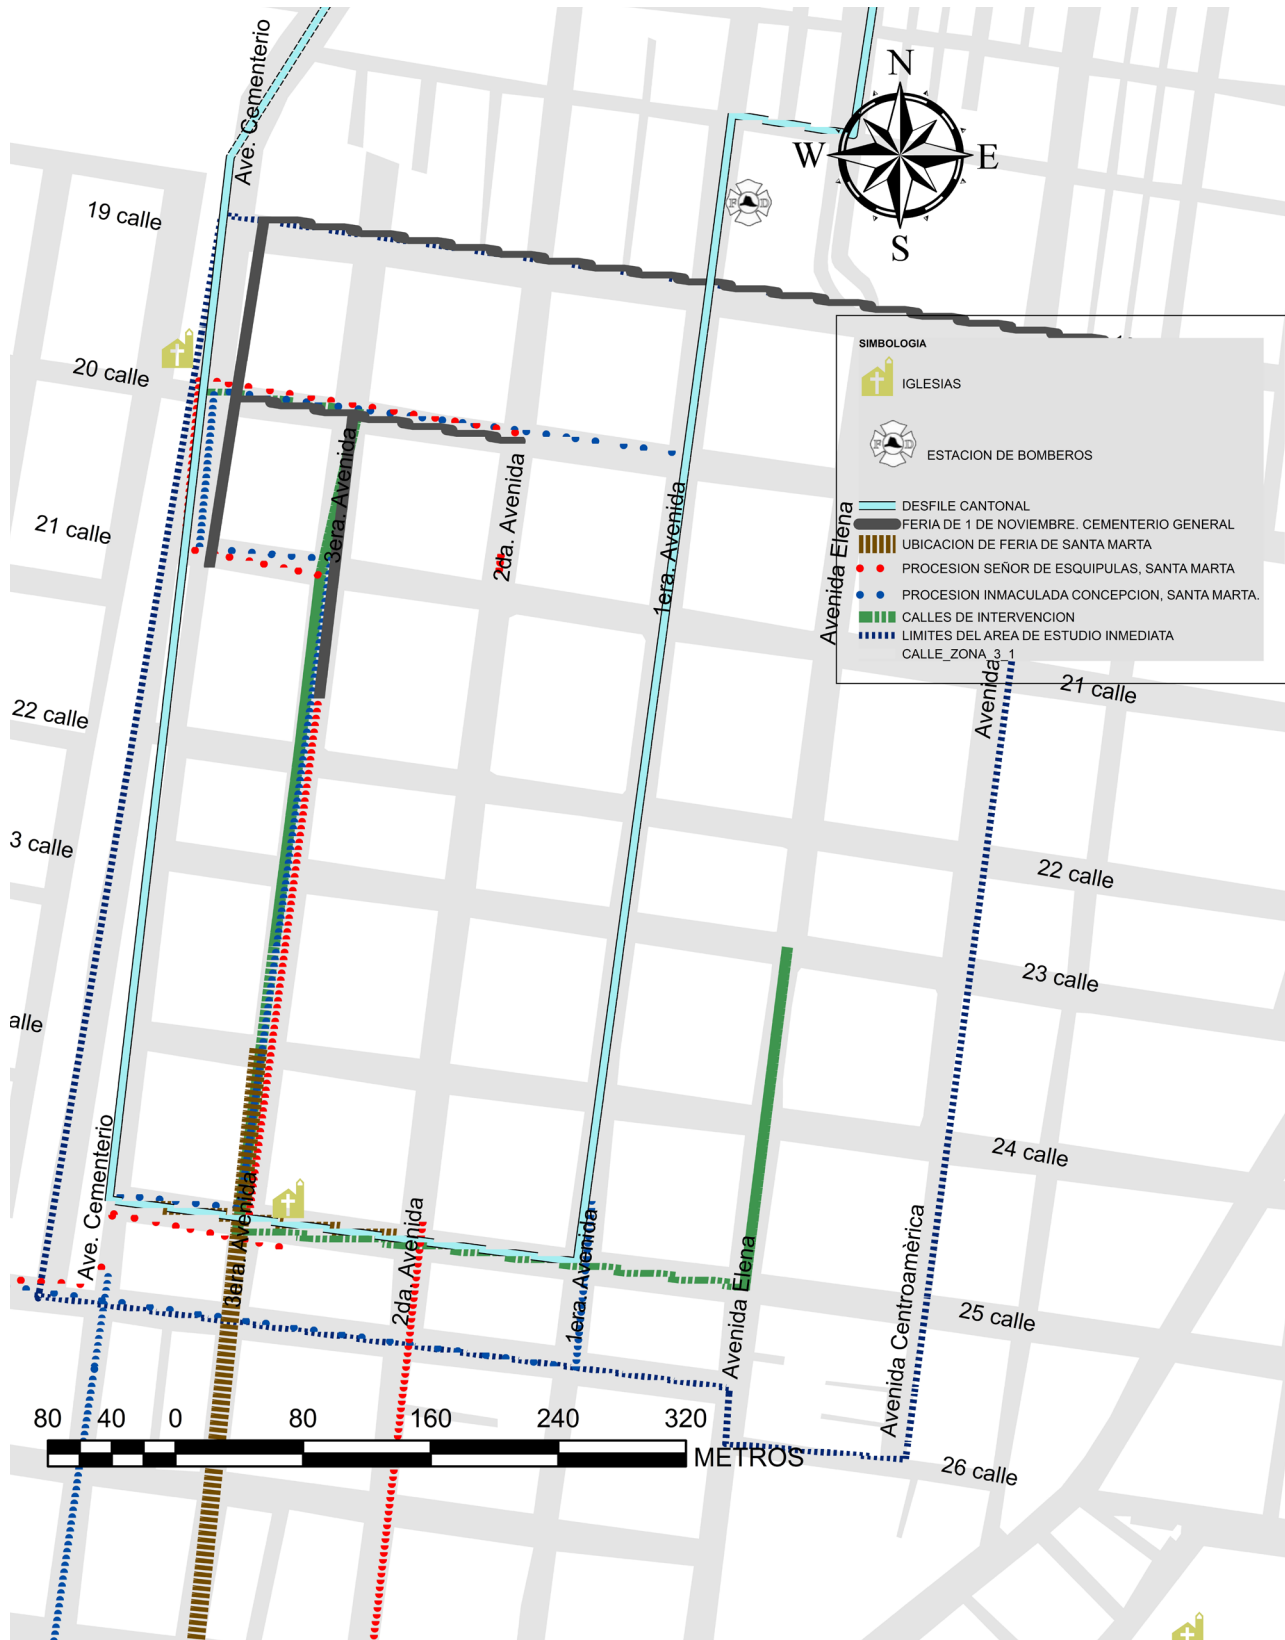 Ave. Cementerio
N
W
E
S
F D
19 calle
20 calle
21 calle
22 calle
3 calle
alle
3era. Avenida
2da. Avenida
1era. Avenida
Avenida Elena
Avenida
SIMBOLOGIA
IGLESIAS
F D
ESTACION DE BOMBEROS
DESFILE CANTONAL
FERIA DE 1 DE NOVIEMBRE. CEMENTERIO GENERAL
UBICACION DE FERIA DE SANTA MARTA
PROCESION SEÑOR DE ESQUIPULAS, SANTA MARTA
PROCESION INMACULADA CONCEPCION, SANTA MARTA.
CALLES DE INTERVENCION
LIMITES DEL AREA DE ESTUDIO INMEDIATA
CALLE_ZONA_3_1
21 calle
22 calle
23 calle
24 calle
25 calle
26 calle
Ave. Cementerio
3era. Avenida
2da. Avenida
1era. Avenida
Avenida Elena
Avenida Centroamèrica
80 40 0 80 160 240 320
METROS